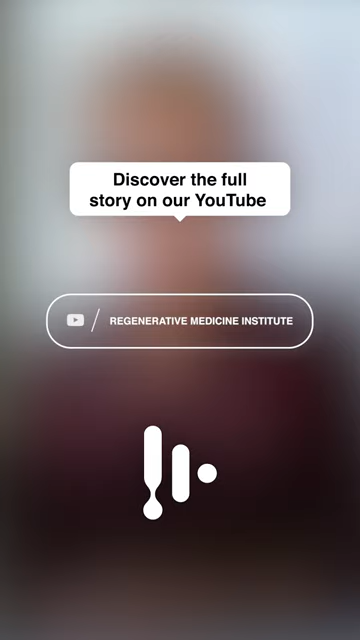 Discover the full
story on our YouTube
REGENERATIVE MEDICINE INSTITUTE